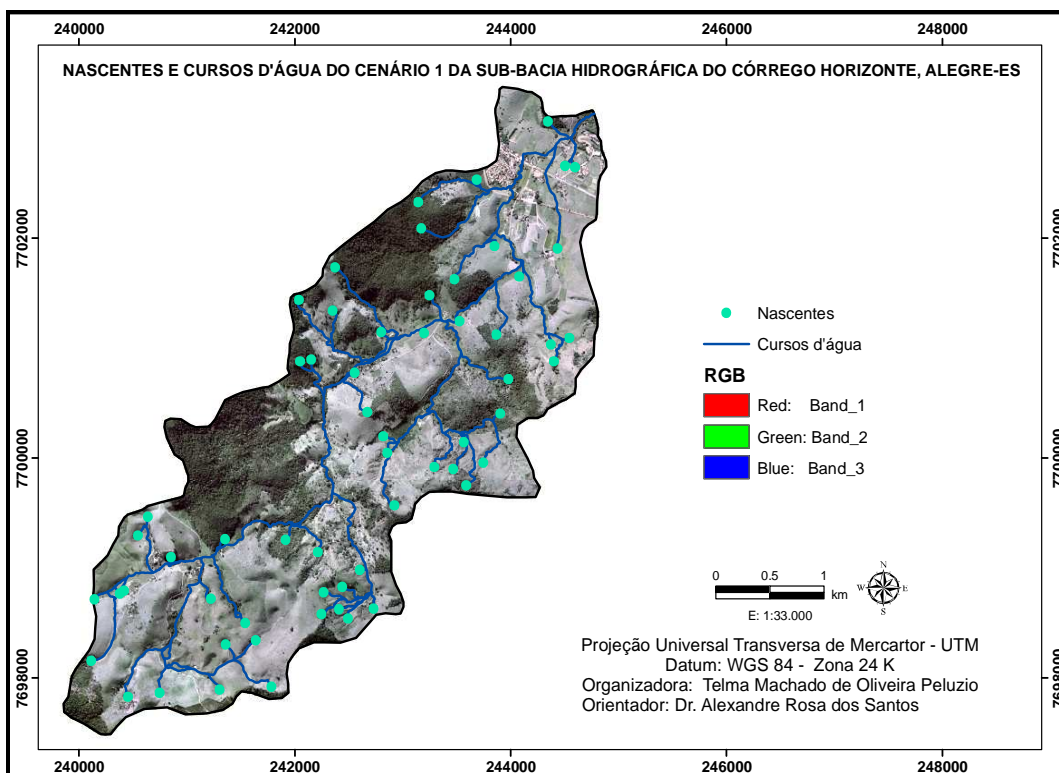 240000 242000 244000 246000 248000
NASCENTES E CURSOS D'ÁGUA DO CENÁRIO 1 DA SUB-BACIA HIDROGRÁFICA DO CÓRREGO HORIZONTE, ALEGRE-ES
7702000 7702000
Nascentes
Cursos d'água
RGB
Red: Band_1
Green: Band_2
Blue: Band_3
7700000 7700000
0 0.5 1
km
E: 1:33.000
N
W E
S
Projeção Universal Transversa de Mercartor - UTM
Datum: WGS 84 - Zona 24 K
Organizadora: Telma Machado de Oliveira Peluzio
Orientador: Dr. Alexandre Rosa dos Santos
7698000 7698000
240000 242000 244000 246000 248000